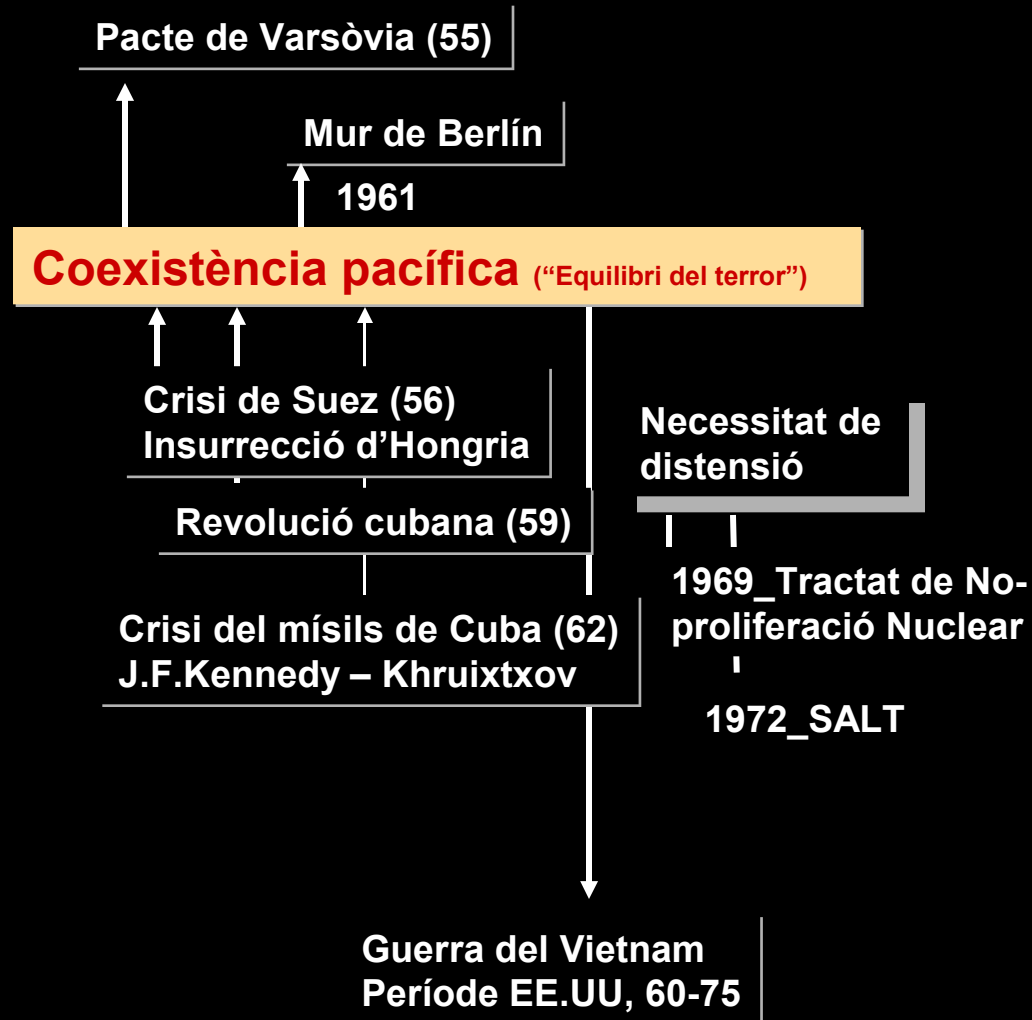 Pacte de Varsòvia (55)
Mur de Berlín
1961
Coexistència pacífica (“Equilibri del terror”)
Crisi de Suez (56)
Insurrecció d’Hongria
Necessitat de
distensió
Revolució cubana (59)
1969_Tractat de No-
proliferació Nuclear
Crisi del mísils de Cuba (62)
J.F.Kennedy – Khruixtxov
1972_SALT
Guerra del Vietnam
Període EE.UU, 60-75